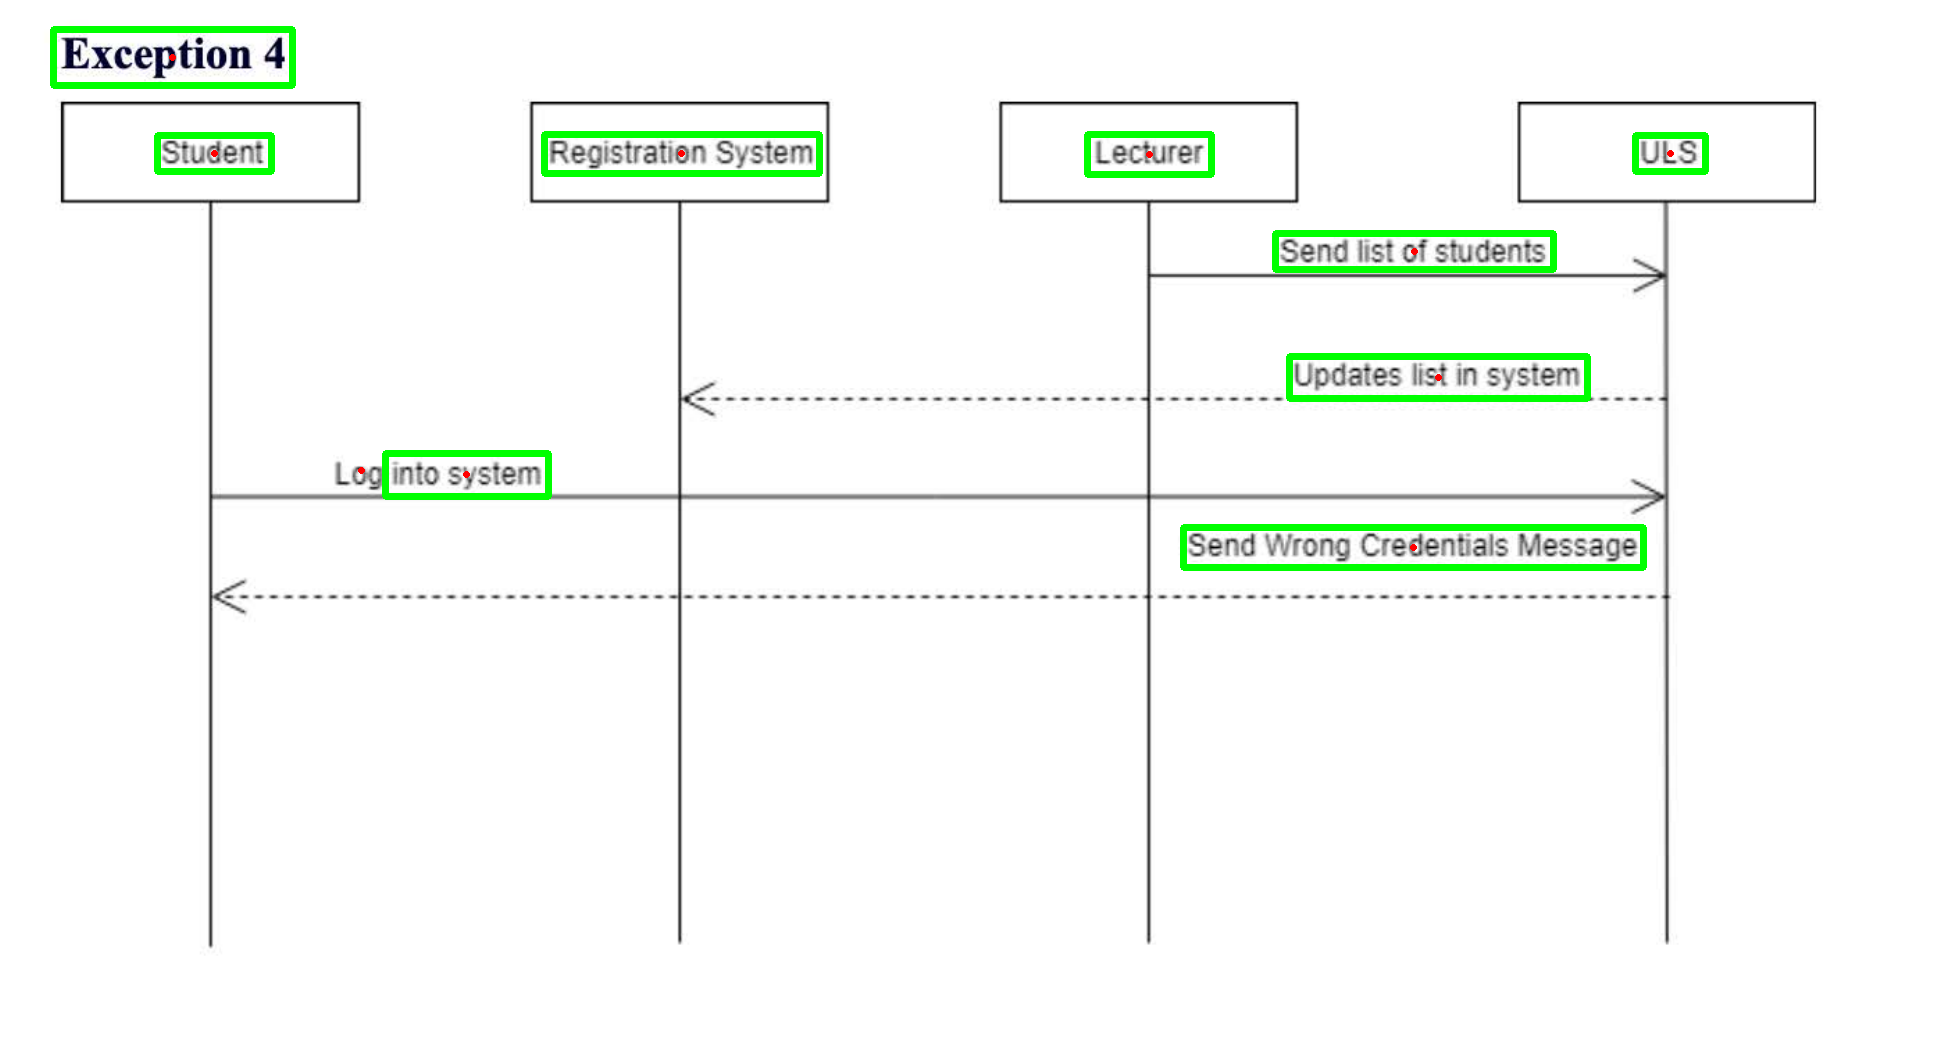 Exception 4
Student
Registration System
Lecturer
ULS
Send list of students
Updates list in system
Log into system
Send Wrong Credentials Message